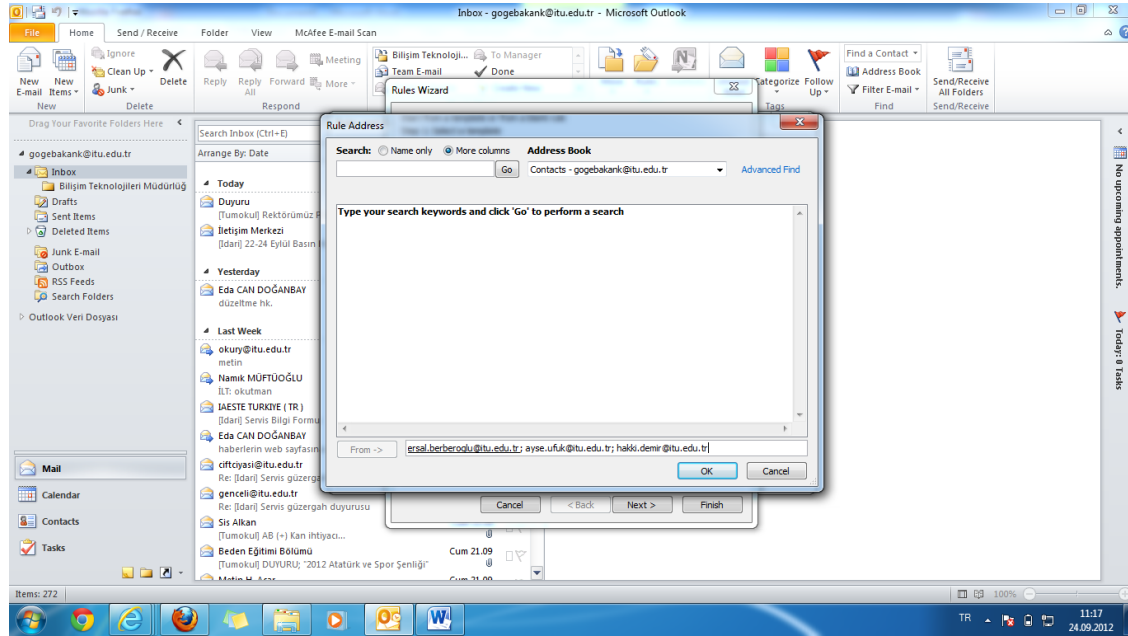 Inbox - gogebakank@itu.edu.tr - Microsoft Outlook
File Home Send / Receive Folder View McAfee E-mail Scan
New E-mail
New Items
New
Ignore
Clean Up
Junk
Delete
Delete
Reply
Reply All
Forward
Meeting
More
Respond
Bilişim Teknoloji...
To Manager
Team E-mail
Done
Categorize
Follow Up
Tags
Find a Contact
Address Book
Filter E-mail
Find
Send/Receive All Folders
Send/Receive
Drag Your Favorite Folders Here
gogebakank@itu.edu.tr
Inbox
Bilişim Teknolojileri Müdürlüğ
Drafts
Sent Items
Deleted Items
Junk E-mail
Outbox
RSS Feeds
Search Folders
Outlook Veri Dosyası
Mail
Calendar
Contacts
Tasks
Search Inbox (Ctrl+E)
Arrange By: Date
Today
Duyuru
[Tumokul] Rektörümüz
İletişim Merkezi
[Idari] 22-24 Eylül Basın
Yesterday
Eda CAN DOĞANBAY
düzeltme hk.
Last Week
okury@itu.edu.tr
metin
Namık MÜFTÜOĞLU
İLT: okutman
IAESTE TURKIYE ( TR )
[Idari] Servis Bilgi Formu
Eda CAN DOĞANBAY
haberlerin web sayfasın
ciftciyasi@itu.edu.tr
Re: [Idari] Servis güzerga
genceli@itu.edu.tr
Re: [Idari] Servis güzergah duyurusu
Sis Alkan
[Tumokul] AB (+) Kan ihtiyacı...
Beden Eğitimi Bölümü Cum 21.09
[Tumokul] DUYURU; "2012 Atatürk ve Spor Şenliği"
Rules Wizard
Rule Address
Search: Name only More columns Address Book
Go Contacts - gogebakank@itu.edu.tr Advanced Find
Type your search keywords and click 'Go' to perform a search
From -> ersal.berberoglu@itu.edu.tr; ayse.ufuk@itu.edu.tr; hakki.demir@itu.edu.tr
OK Cancel
Cancel < Back Next > Finish
No upcoming appointments.
Today: 0 Tasks
Items: 272
100%
TR
11:17
24.09.2012